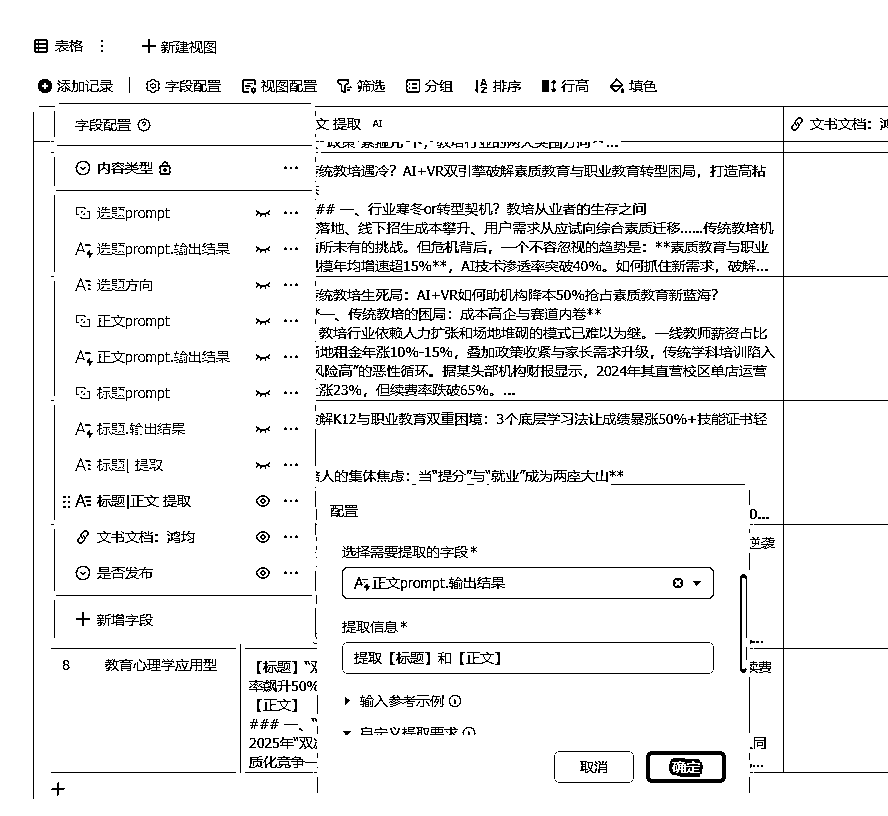 表格
新建视图
添加记录 字段配置 视图配置 筛选 分组 排序 行高 填色
字段配置
内容类型
选题prompt
选题prompt.输出结果
选题方向
正文prompt
正文prompt.输出结果
标题prompt
标题.输出结果
标题| 提取
标题|正文 提取
文书文档：鸿均
是否发布
新增字段
文 提取 AI
文书文档：
统教培遇冷？AI+VR双引擎破解素质教育与职业教育转型困局，打造高粘
### 一、行业寒冬or转型契机？教培从业者的生存之问
落地、线下招生成本攀升、用户需求从应试向综合素质迁移……传统教培机
所未有的挑战。但危机背后，一个不容忽视的趋势是：**素质教育与职业
模年均增速超15%**，AI技术渗透率突破40%。如何抓住新需求，破解...
统教培生死局：AI+VR如何助机构降本50%抢占素质教育新蓝海？
*一、传统教培的困局：成本高企与赛道内卷**
教培行业依赖人力扩张和场地堆砌的模式已难以为继。一线教师薪资占比
地租金年涨10%-15%，叠加政策收紧与家长需求升级，传统学科培训陷入
风险高”的恶性循环。据某头部机构财报显示，2024年其直营校区单店运营
涨23%，但续费率跌破65%。...
解K12与职业教育双重困境：3个底层学习法让成绩暴涨50%+技能证书轻
人的集体焦虑：当“提分”与“就业”成为两座大山**
0...
逆袭
续费
同
配置
选择需要提取的字段*
正文prompt.输出结果
提取信息*
提取【标题】和【正文】
输入参考示例
自定义提取要求
取消 确定
8 教育心理学应用型
【标题】“双
率飙升50%
【正文】
### 一、“
2025年“双减
质化竞争一